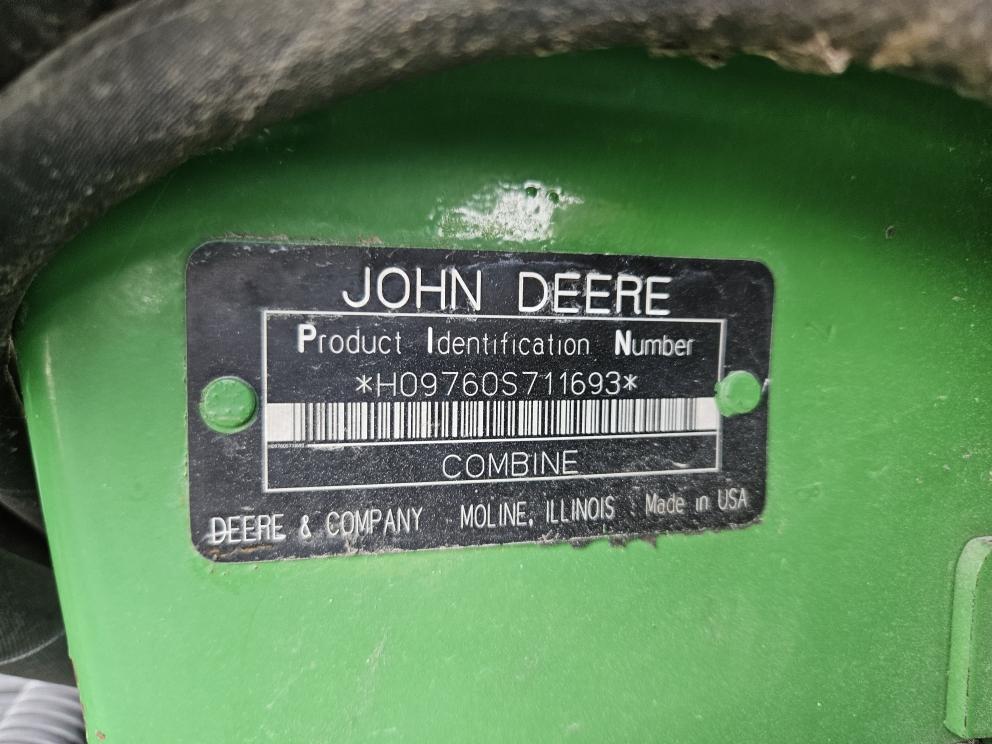 JOHN DEERE
Product Identification Number
*H09760S711693*
COMBINE
DEERE & COMPANY MOLINE, ILLINOIS Made in USA